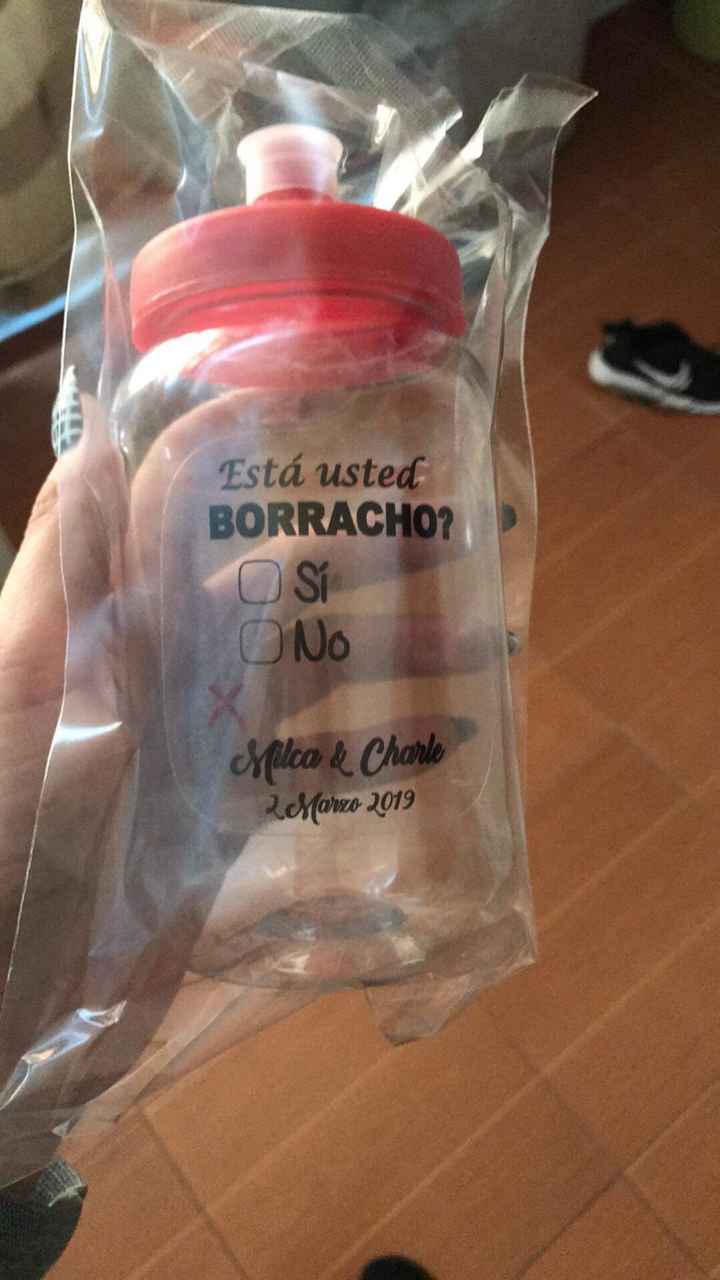 Está usted
BORRACHO?
Sí
No
X
Milca & Charle
2 Marzo 2019